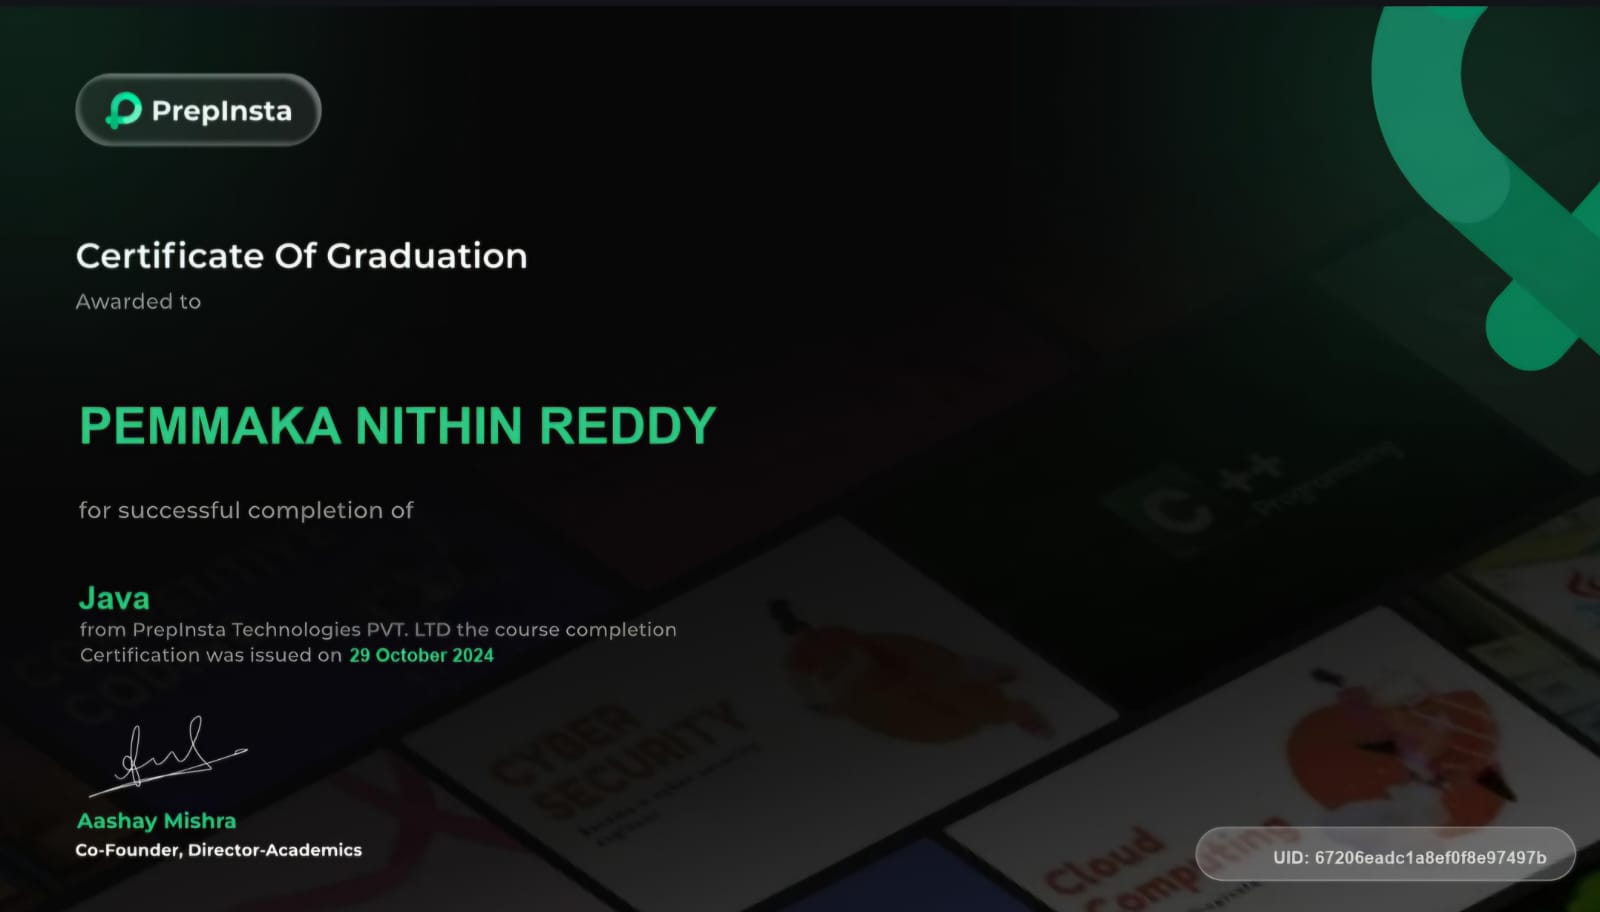 PrepInsta
Certificate Of Graduation
Awarded to
PEMMAKA NITHIN REDDY
for successful completion of
Java
from PrepInsta Technologies PVT. LTD the course completion
Certification was issued on 29 October 2024
Aashay Mishra
Co-Founder, Director-Academics
C ++
Programming
CYBER
SECURITY
Cloud
Computing
UID: 67206eadc1a8ef0f8e97497b